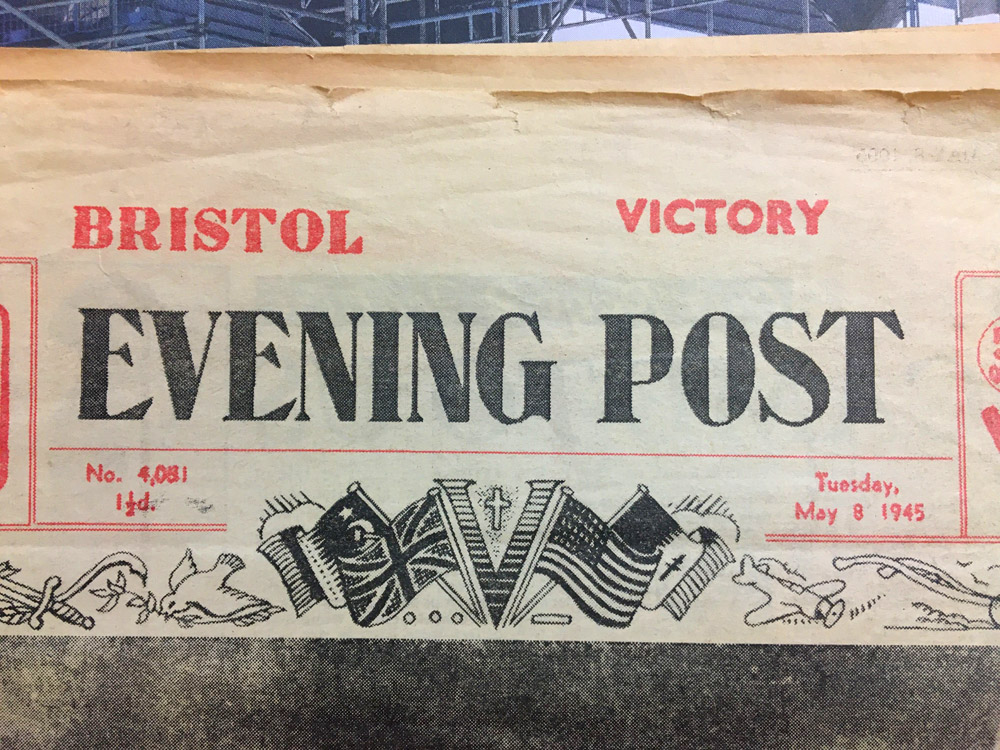 BRISTOL VICTORY
EVENING POST
No. 4,081
1½d.
Tuesday,
May 8 1945
V